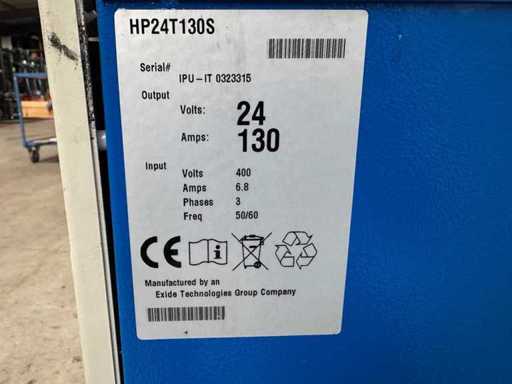 HP24T130S
Serial#
IPU-IT 0323315
Output
Volts: 24
Amps: 130
Input
Volts 400
Amps 6.8
Phases 3
Freq 50/60
CE
i
Manufactured by an
Exide Technologies Group Company